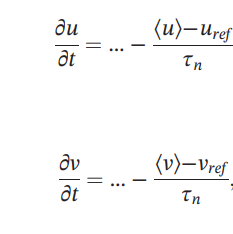 ∂u/∂t = ... − (⟨u⟩−u_ref)/τ_n
∂v/∂t = ... − (⟨v⟩−v_ref)/τ_n,